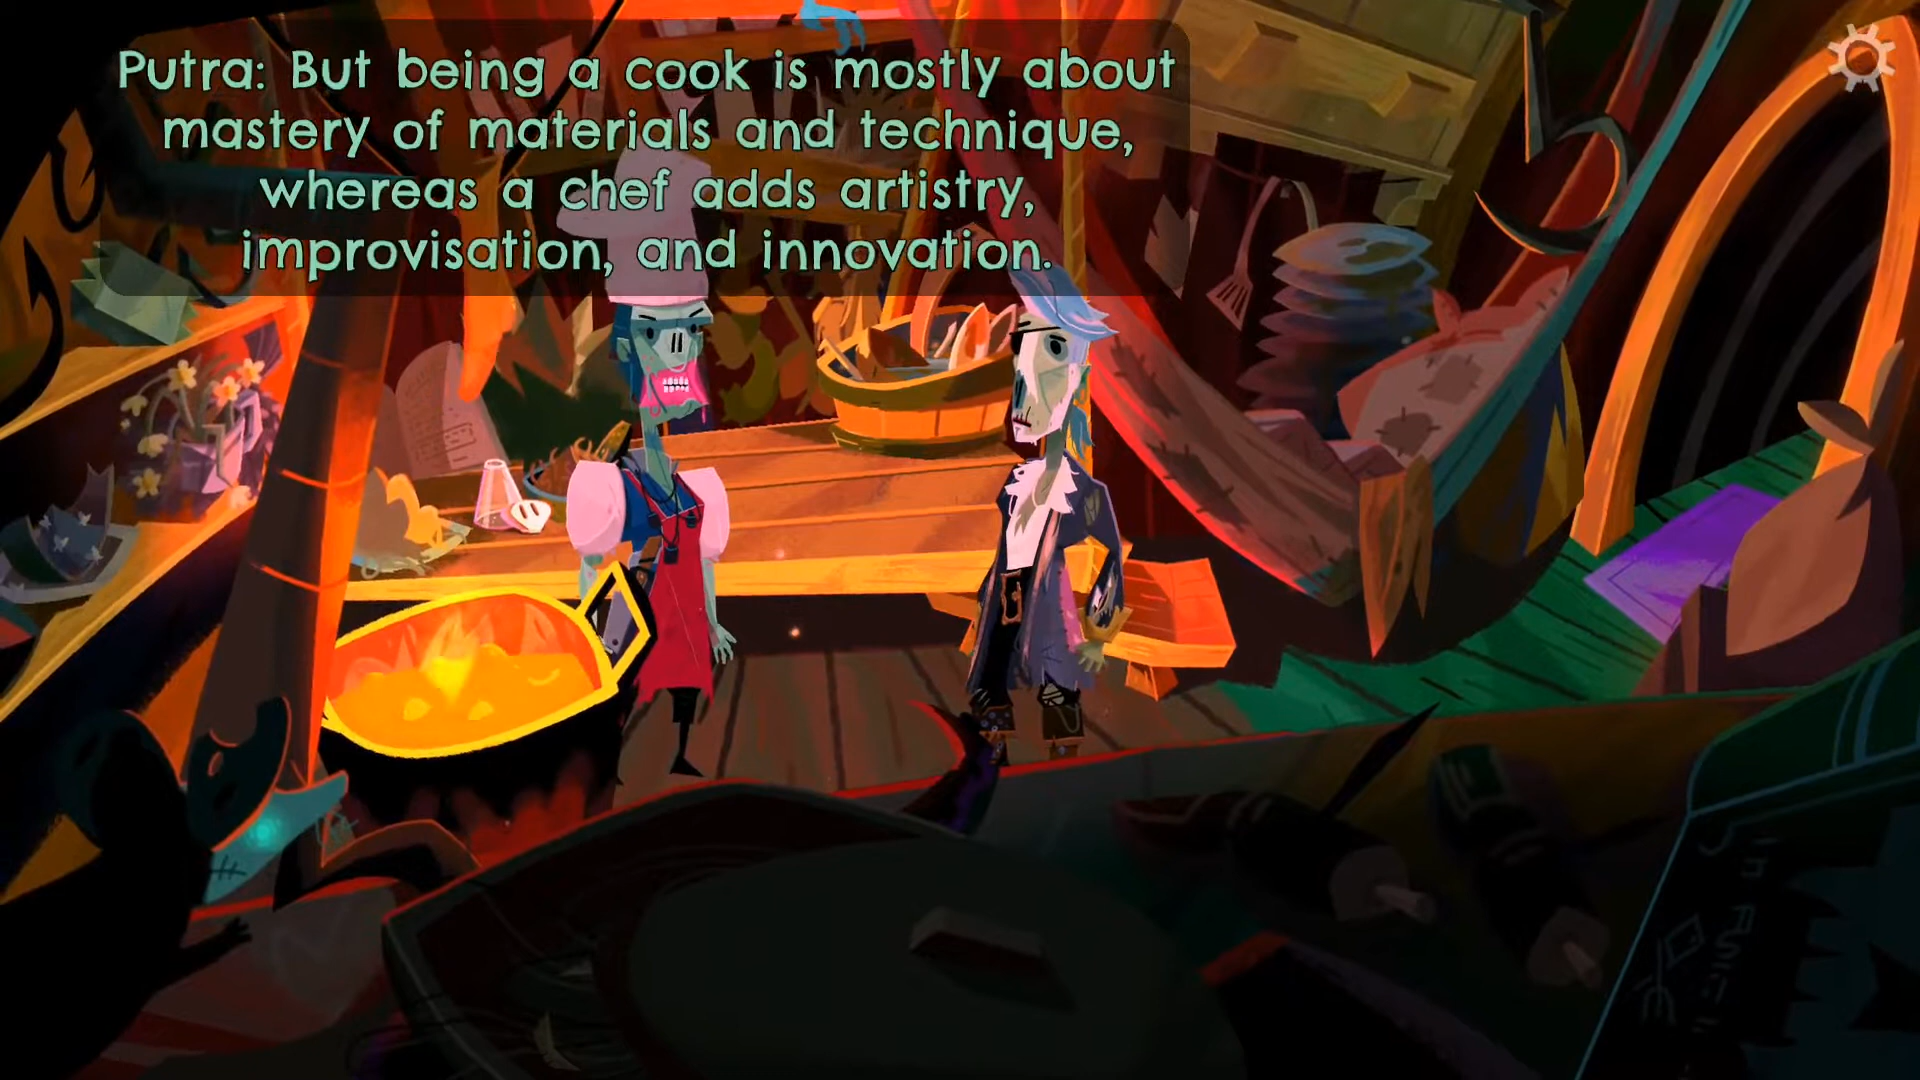 Putra: But being a cook is mostly about
mastery of materials and technique,
whereas a chef adds artistry,
improvisation, and innovation.